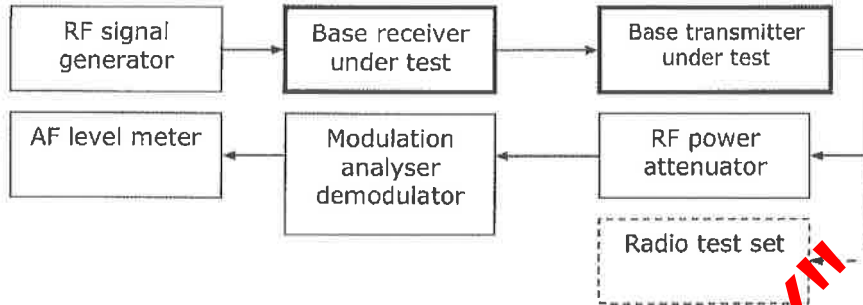 RF signal
generator
Base receiver
under test
Base transmitter
under test
AF level meter
Modulation
analyser
demodulator
RF power
attenuator
Radio test set